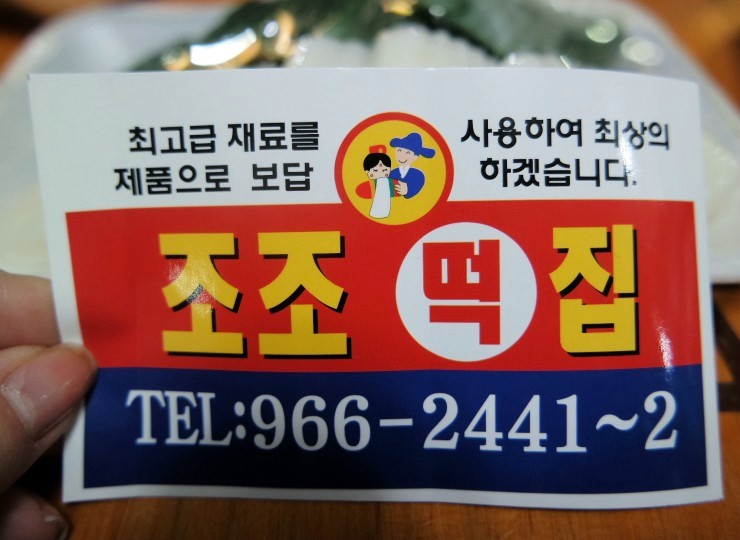 최고급 재료를 사용하여 최상의
제품으로 보답 하겠습니다.
조조 떡 집
TEL:966-2441~2